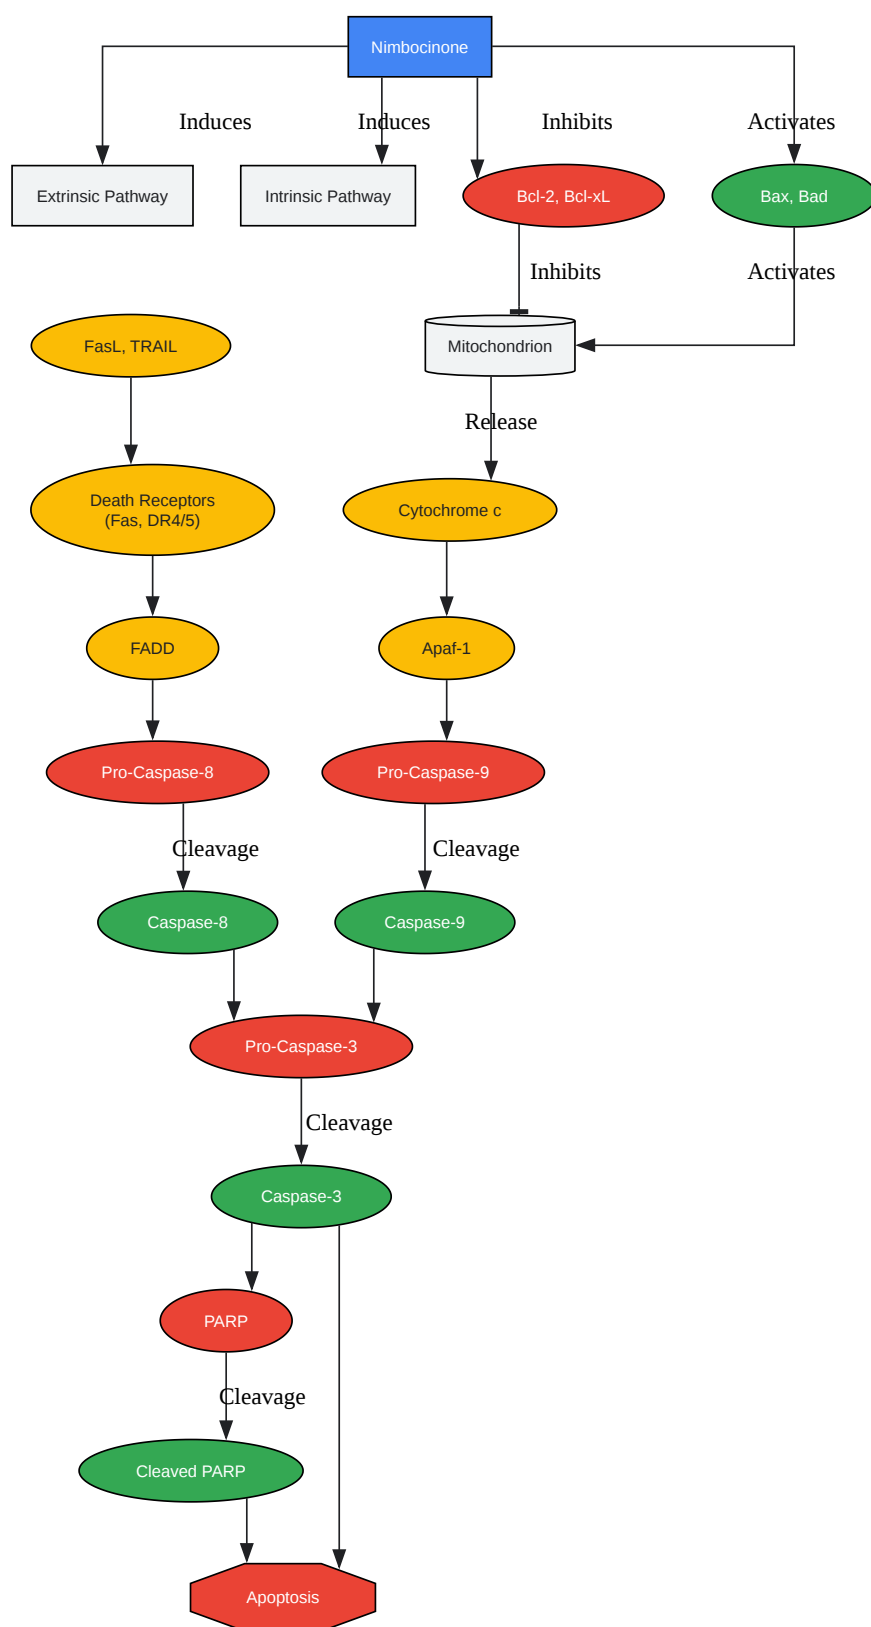 Nimbocinone
Induces
Induces
Inhibits
Activates
Extrinsic Pathway
Intrinsic Pathway
Bcl-2, Bcl-xL
Bax, Bad
Inhibits
Activates
FasL, TRAIL
Mitochondrion
Release
Death Receptors
(Fas, DR4/5)
Cytochrome c
FADD
Apaf-1
Pro-Caspase-8
Pro-Caspase-9
Cleavage
Cleavage
Caspase-8
Caspase-9
Pro-Caspase-3
Cleavage
Caspase-3
PARP
Cleavage
Cleaved PARP
Apoptosis